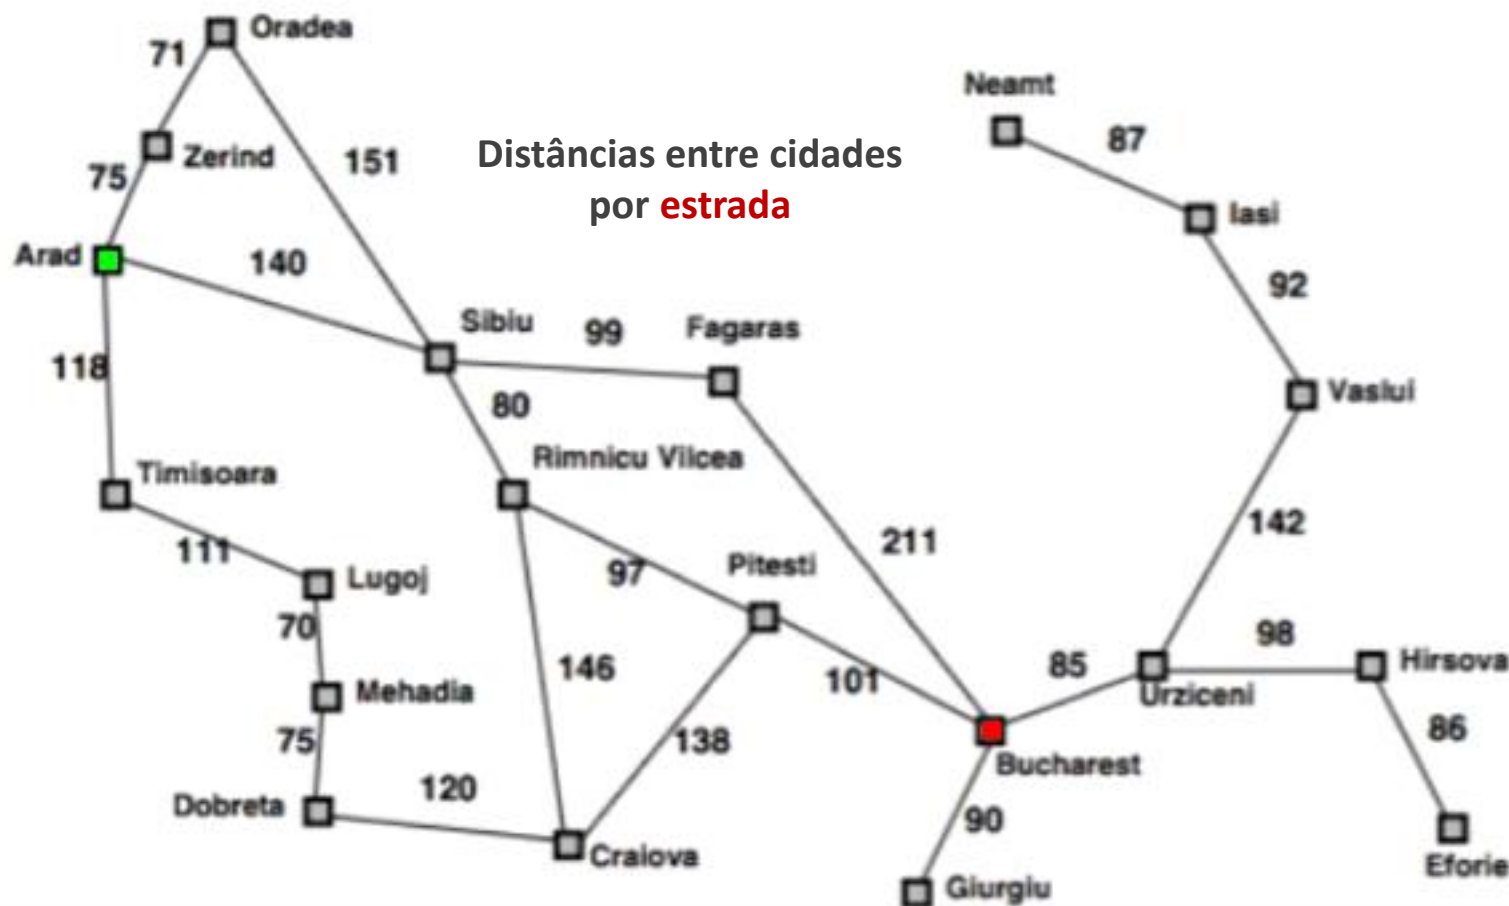 Oradea
71
Neamt
87
Distâncias entre cidades
por estrada
Zerind
151
75
Iasi
Arad
140
92
Sibiu
99
Fagaras
118
80
Vaslui
Rimnicu Vilcea
Timisoara
142
211
111
Pitesti
97
Lugoj
70
98
Hirsova
146
85
101
Urziceni
Mehadia
86
75
138
Bucharest
120
Dobreta
90
Craiova
Eforie
Giurgiu